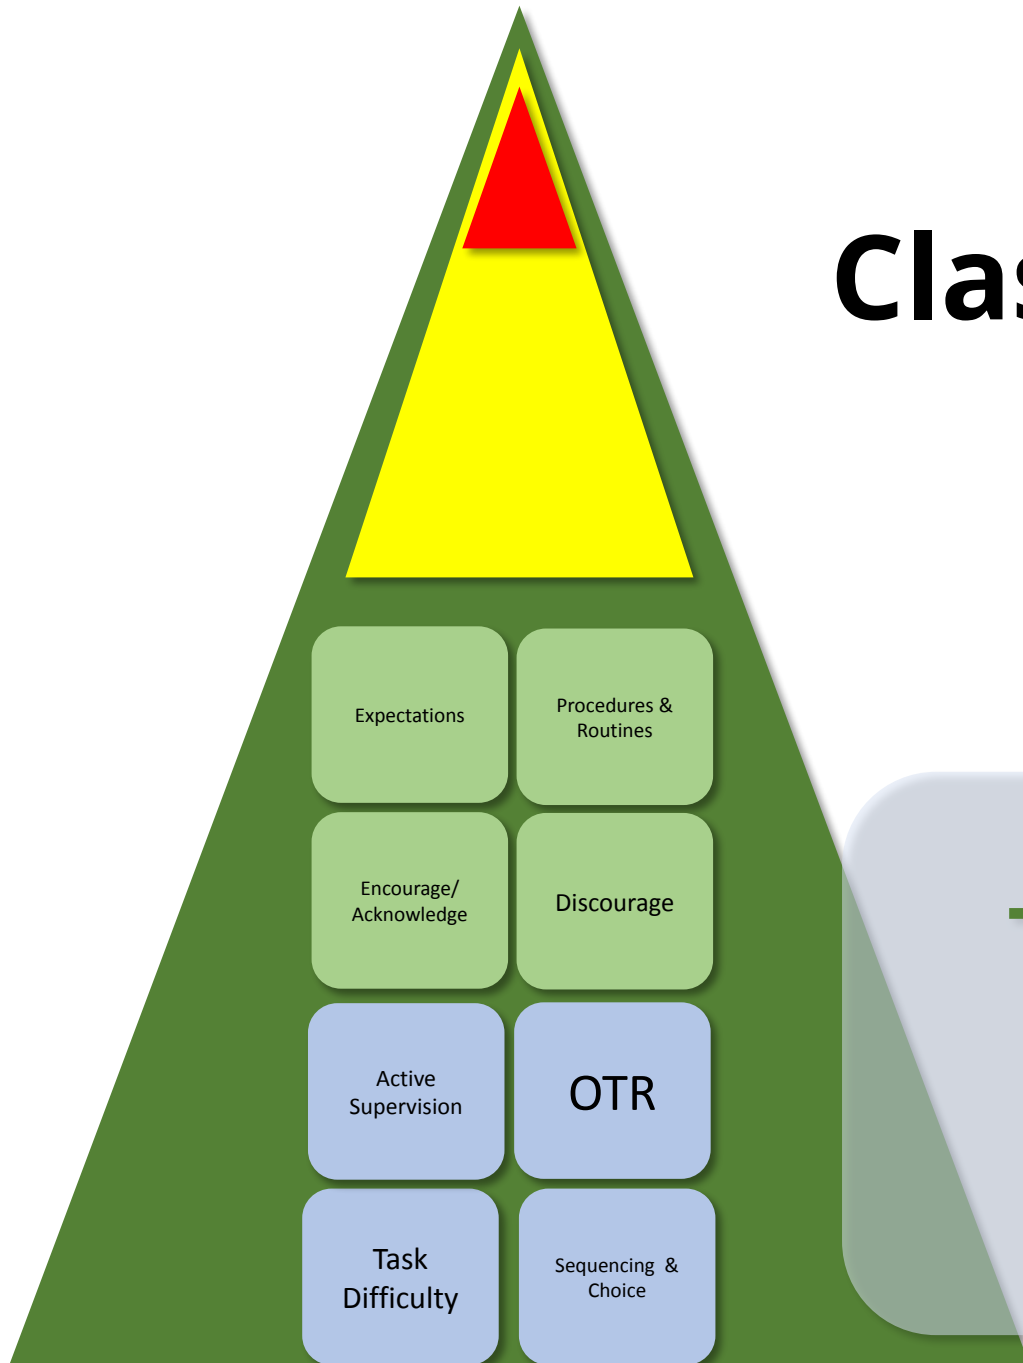 Clas
Expectations
Procedures &
Routines
Encourage/
Acknowledge
Discourage
Active
Supervision
OTR
Task
Difficulty
Sequencing & 
Choice